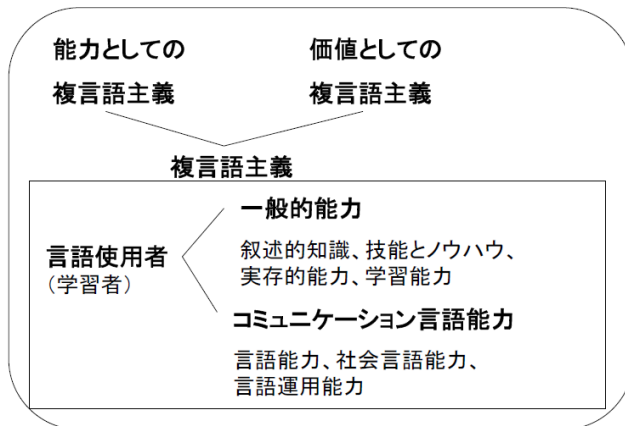 能力としての
複言語主義
価値としての
複言語主義
複言語主義
言語使用者
(学習者)
一般的能力
叙述的知識、技能とノウハウ、
実存的能力、学習能力
コミュニケーション言語能力
言語能力、社会言語能力、
言語運用能力